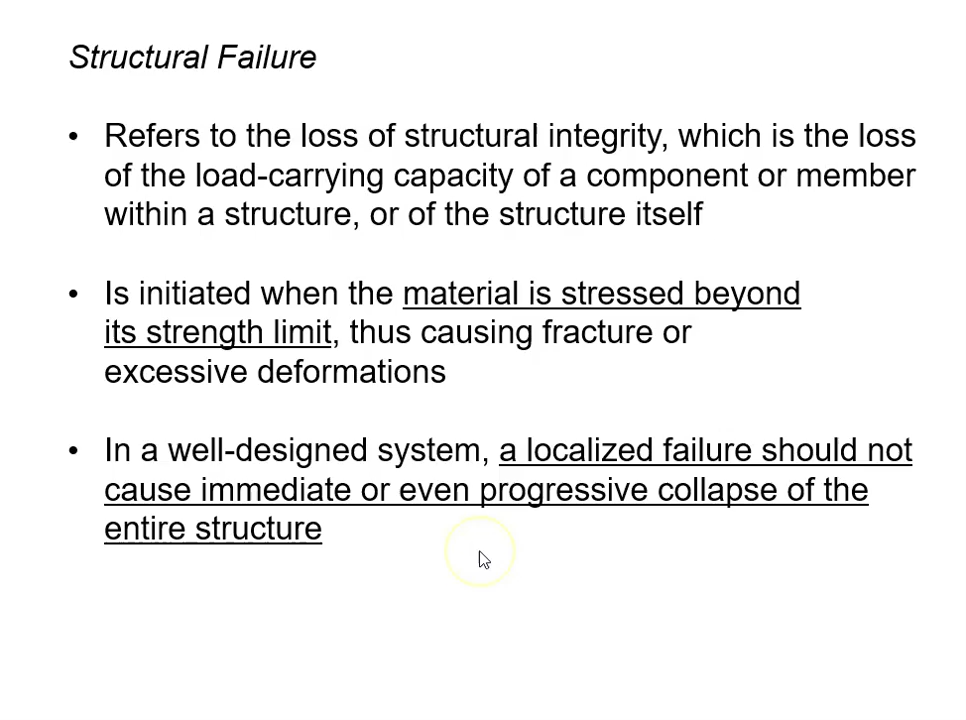 Structural Failure
• Refers to the loss of structural integrity, which is the loss
of the load-carrying capacity of a component or member
within a structure, or of the structure itself
• Is initiated when the material is stressed beyond
its strength limit, thus causing fracture or
excessive deformations
• In a well-designed system, a localized failure should not
cause immediate or even progressive collapse of the
entire structure